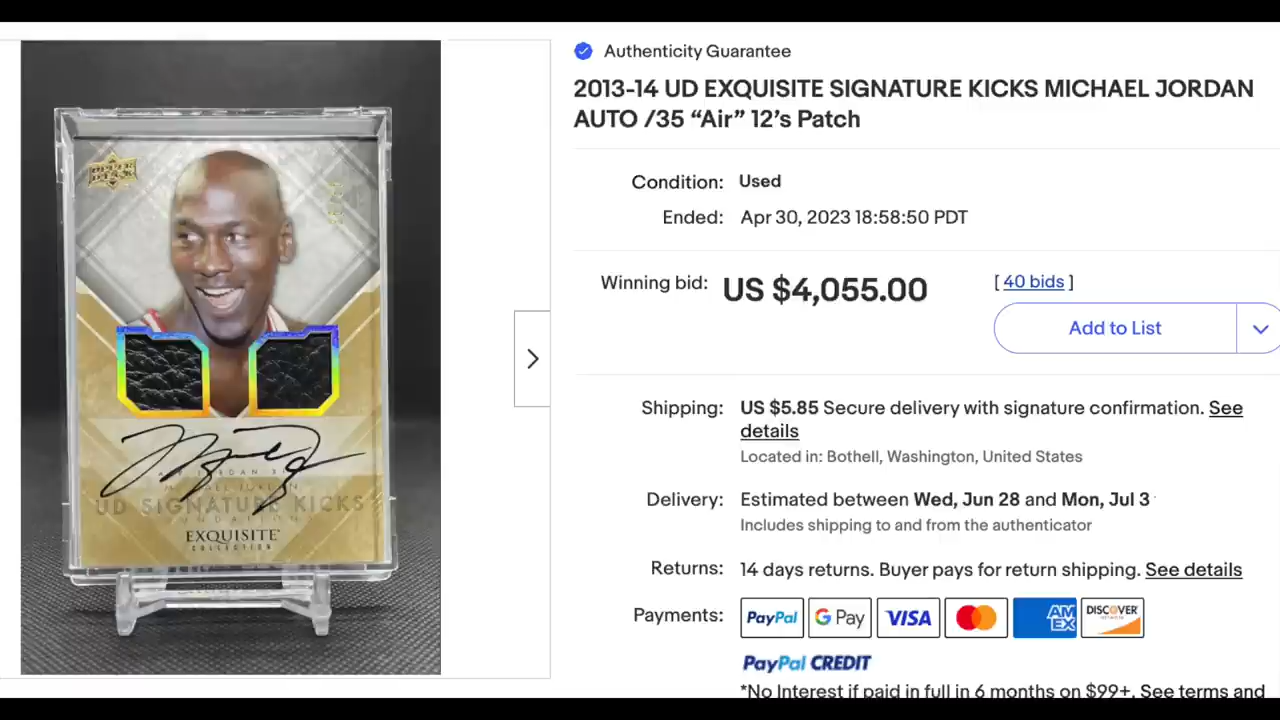 UPPER DECK
UD SIGNATURE KICKS
EXQUISITE
COLLECTION
Authenticity Guarantee
2013-14 UD EXQUISITE SIGNATURE KICKS MICHAEL JORDAN
AUTO /35 “Air” 12’s Patch
Condition: Used
Ended: Apr 30, 2023 18:58:50 PDT
Winning bid: US $4,055.00 [ 40 bids ]
Add to List
Shipping: US $5.85 Secure delivery with signature confirmation. See
details
Located in: Bothell, Washington, United States
Delivery: Estimated between Wed, Jun 28 and Mon, Jul 3
Includes shipping to and from the authenticator
Returns: 14 days returns. Buyer pays for return shipping. See details
Payments: PayPal G Pay VISA AM EX DISCOVER
PayPal CREDIT
*No Interest if paid in full in 6 months on $99+. See terms and